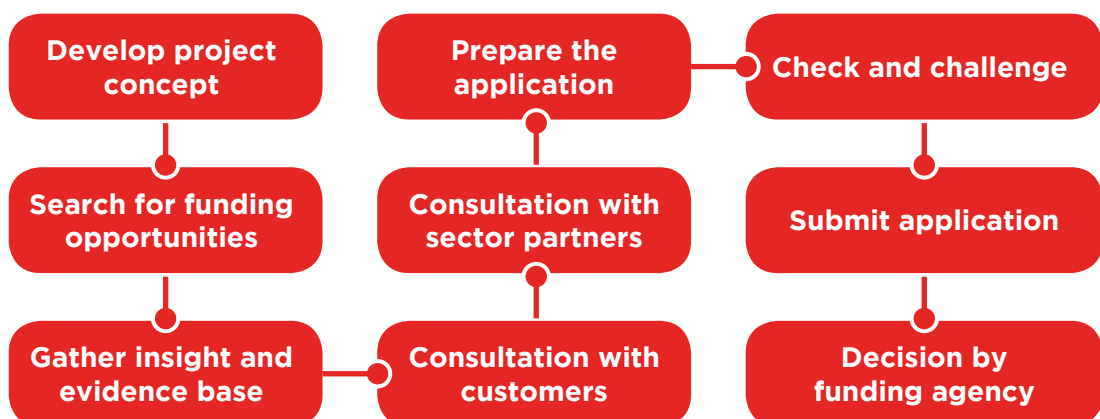 Develop project
concept
Search for funding
opportunities
Gather insight and
evidence base
Consultation with
customers
Consultation with
sector partners
Prepare the
application
Check and challenge
Submit application
Decision by
funding agency